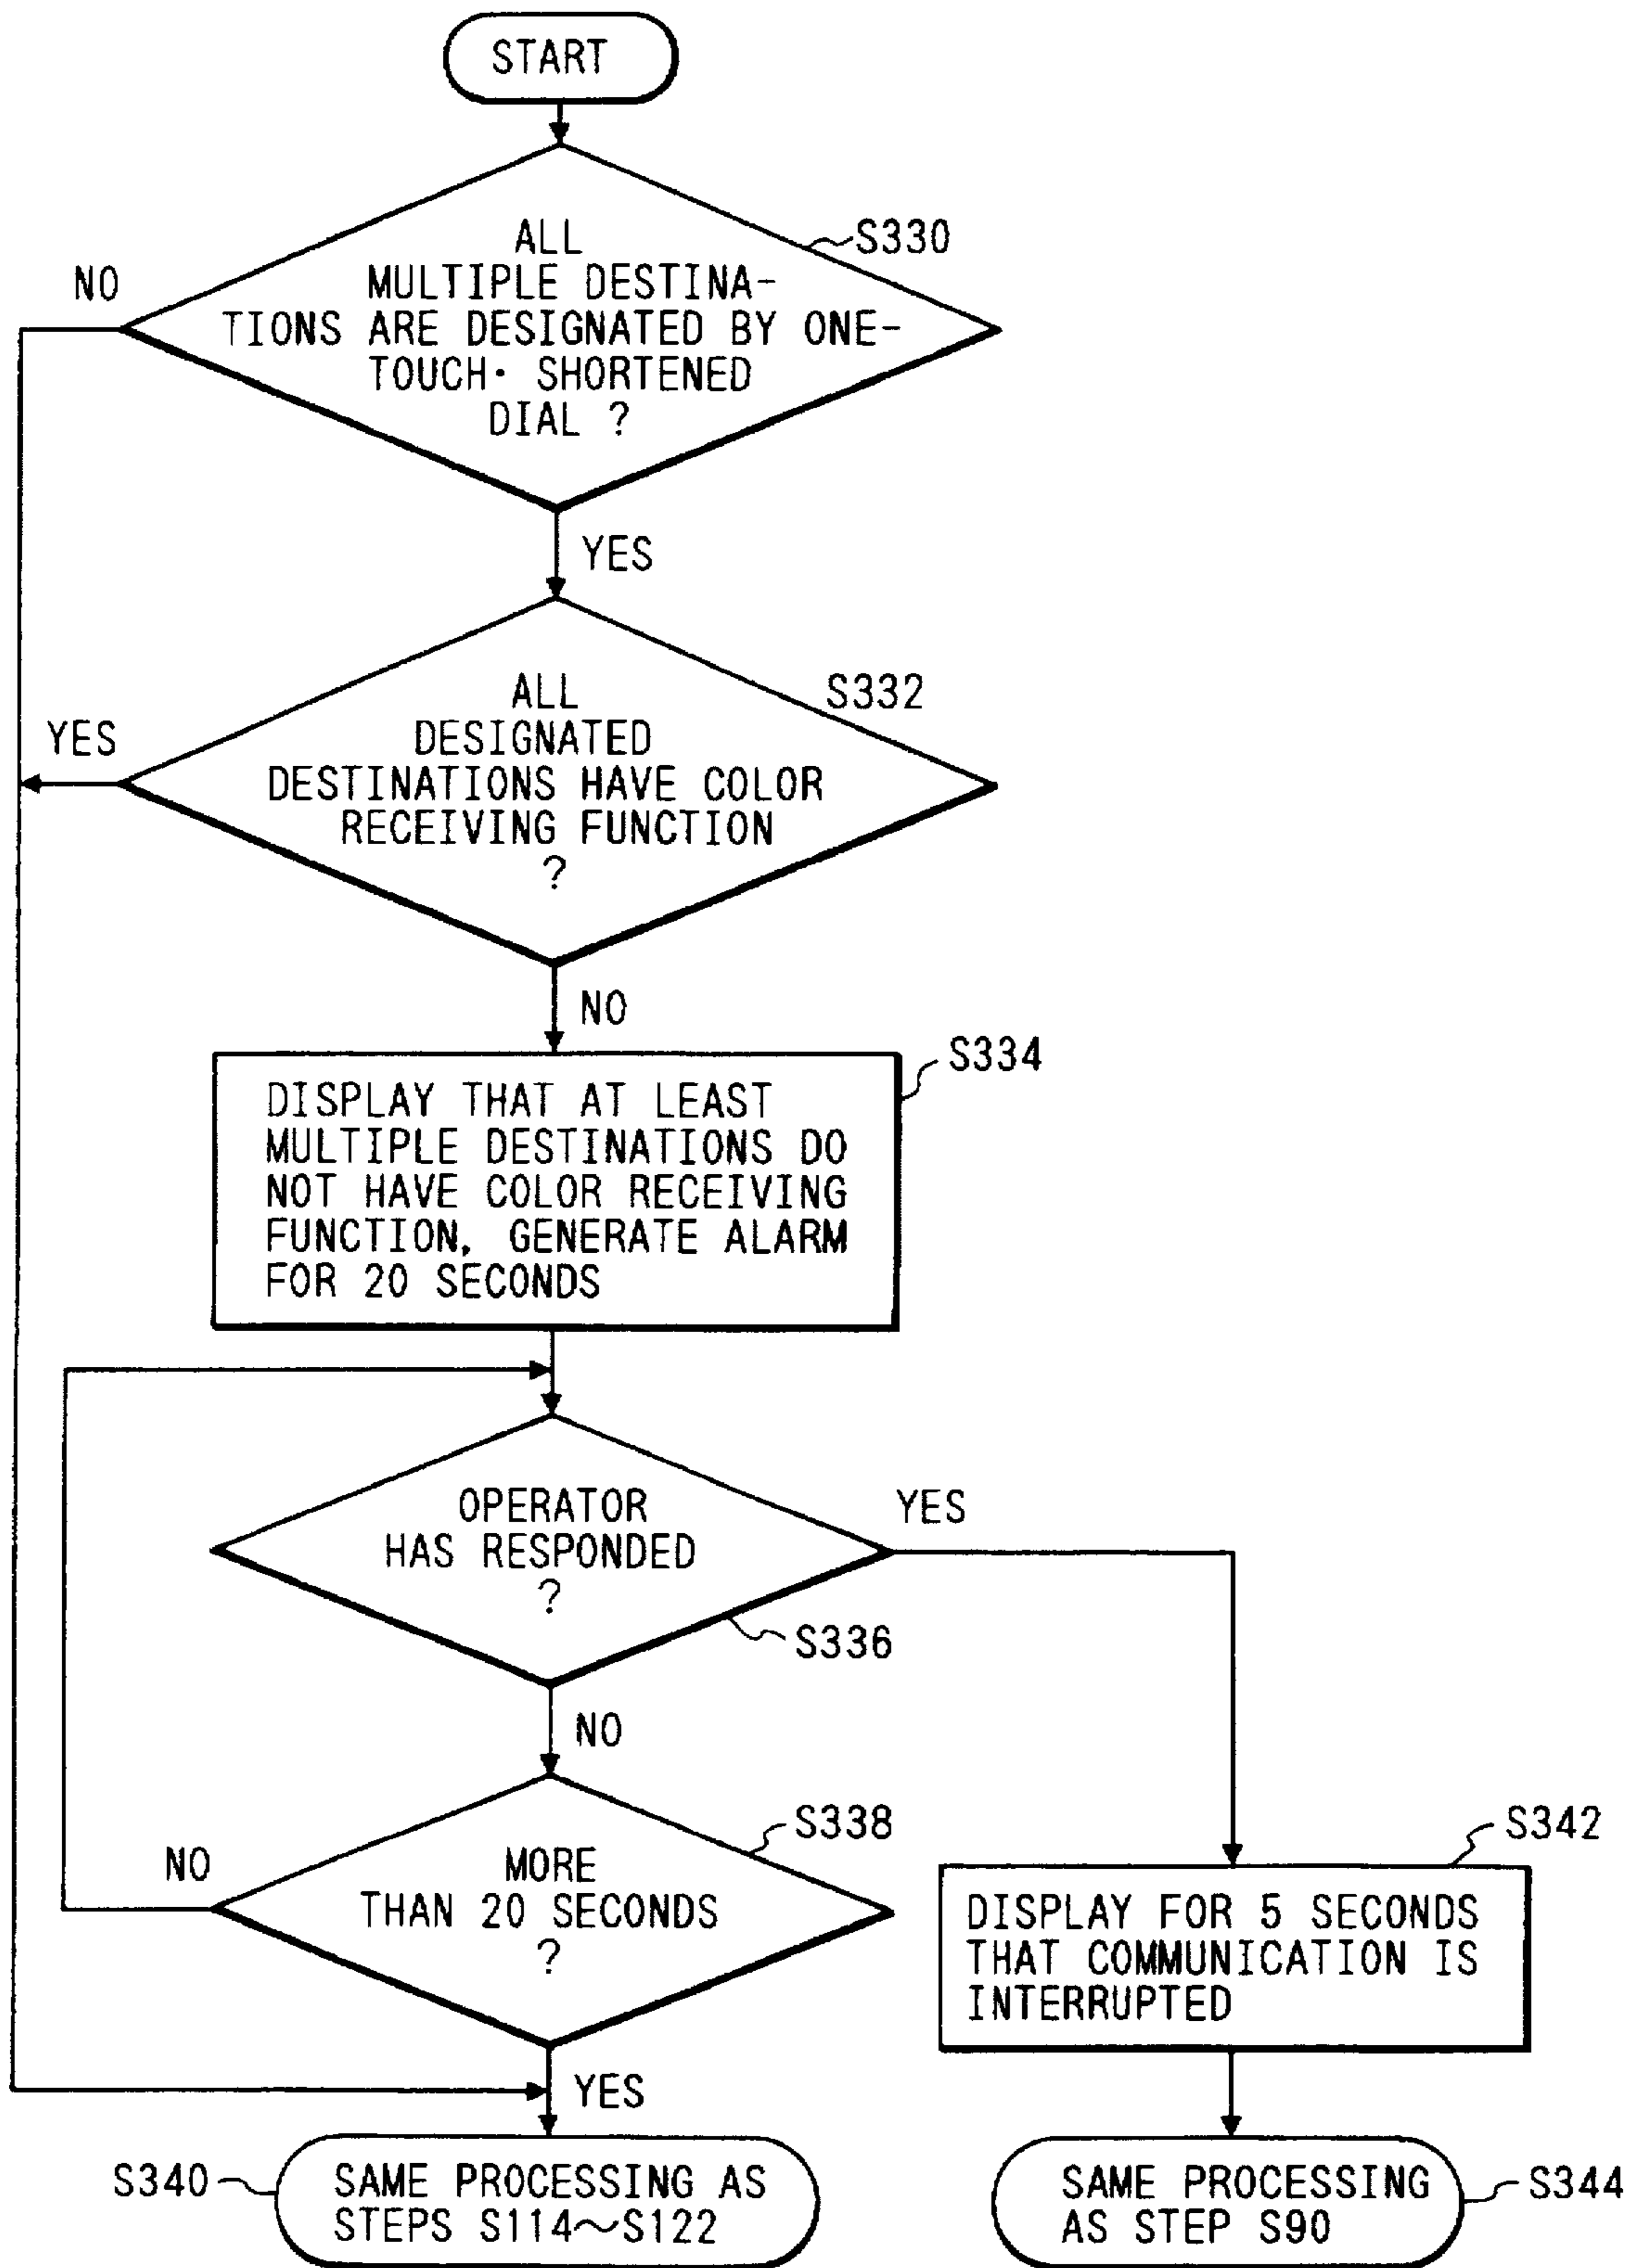 START
S330
ALL
MULTIPLE DESTINA-
TIONS ARE DESIGNATED BY ONE-
TOUCH· SHORTENED
DIAL ?
NO
YES
S332
ALL
DESIGNATED
DESTINATIONS HAVE COLOR
RECEIVING FUNCTION
?
YES
NO
S334
DISPLAY THAT AT LEAST
MULTIPLE DESTINATIONS DO
NOT HAVE COLOR RECEIVING
FUNCTION, GENERATE ALARM
FOR 20 SECONDS
OPERATOR
HAS RESPONDED
?
YES
S336
NO
S338
MORE
THAN 20 SECONDS
?
NO
YES
S342
DISPLAY FOR 5 SECONDS
THAT COMMUNICATION IS
INTERRUPTED
S340
SAME PROCESSING AS
STEPS S114~S122
SAME PROCESSING
AS STEP S90
S344